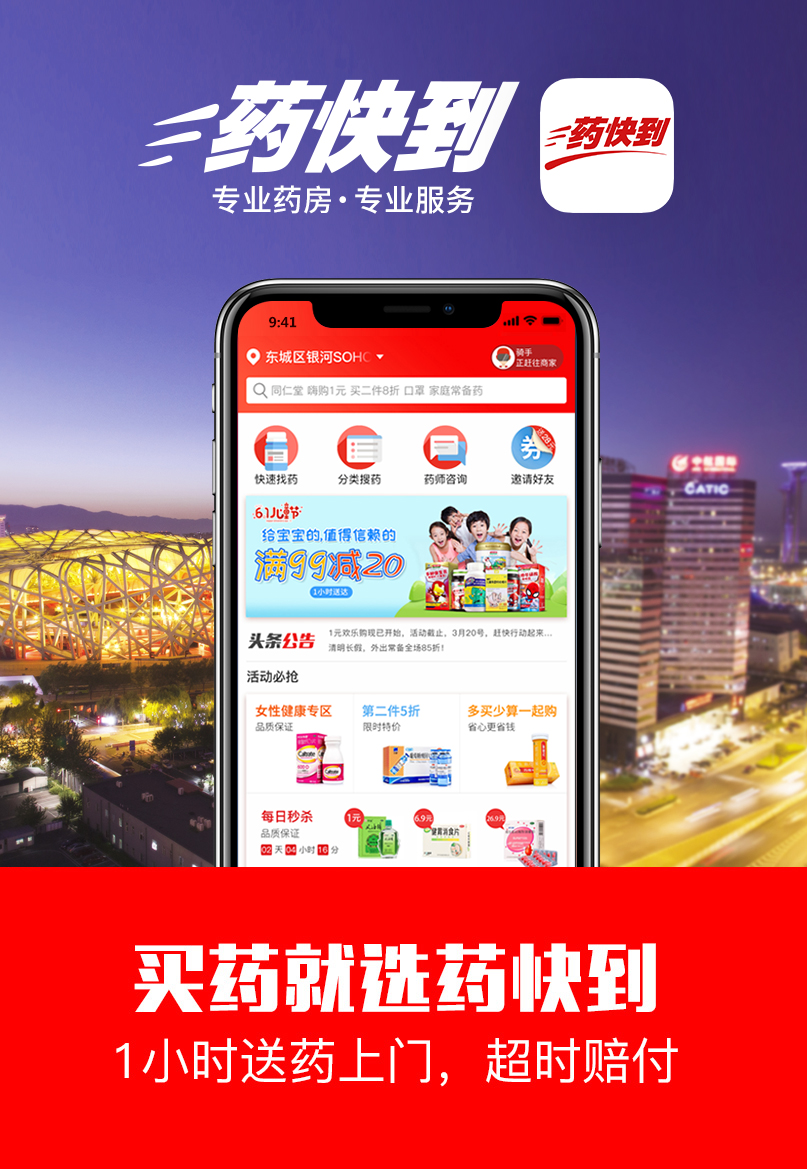 药快到
专业药房·专业服务
药快到
9:41
东城区银河SOHC
骑手
正赶往商家
同仁堂 嗨购1元 买二件8折 口罩 家庭常备药
快速找药
分类搜药
药师咨询
券
送28元
邀请好友
6.1儿童节
给宝宝的,值得信赖的
满99减20
1小时送达
头条公告
1元欢乐购现已开始，活动截止、3月20号，赶快行动起来...
清明长假，外出常备全场85折！
活动必抢
女性健康专区
品质保证
第二件5折
限时特价
多买少算一起购
省心更省钱
Caltrate
每日秒杀
品质保证
02 天 04 小时 16 分
1元
6.9元
健胃消食片
26.9元
CATIC
买药就选药快到
1小时送药上门，超时赔付